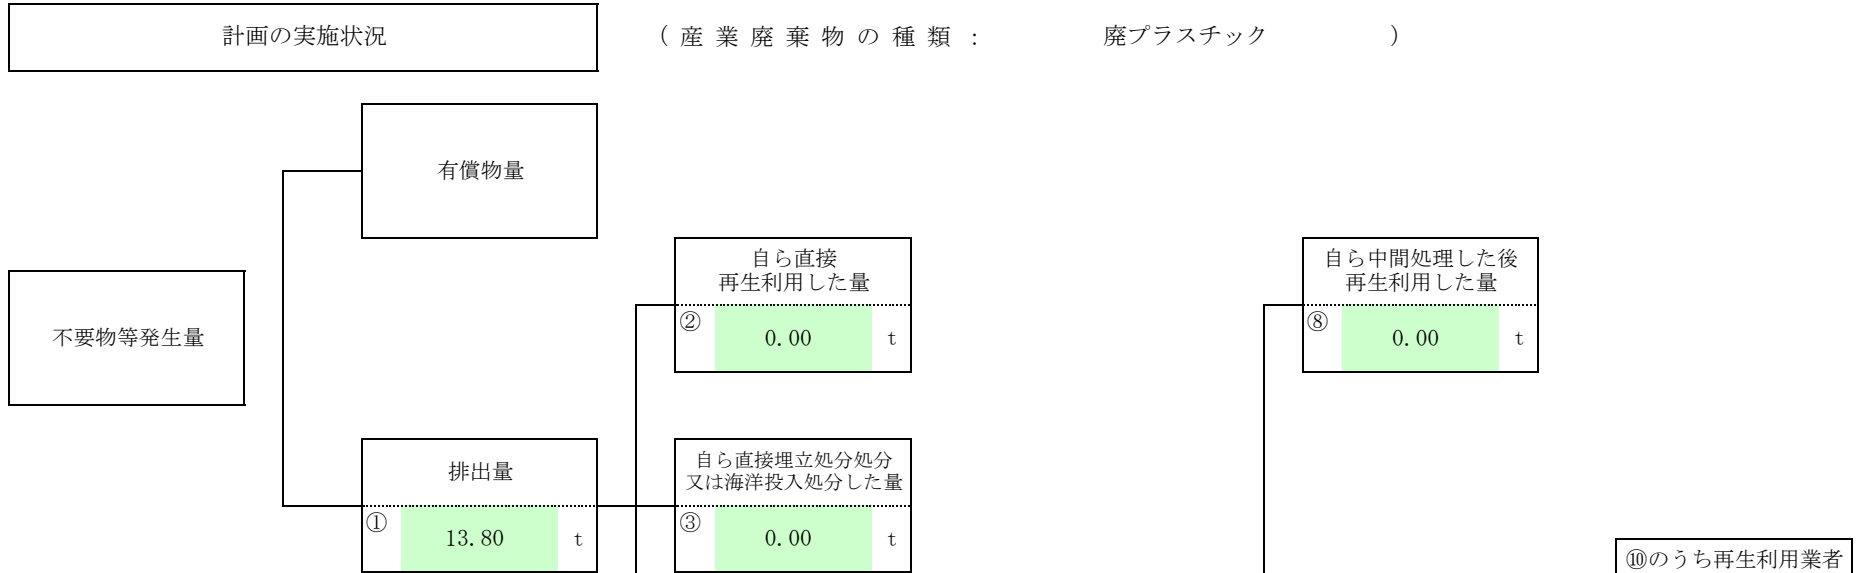 計画の実施状況
（産業廃棄物の種類： 廃プラスチック ）
有償物量
自ら直接
再生利用した量
② 0.00 t
自ら中間処理した後
再生利用した量
⑧ 0.00 t
不要物等発生量
排出量
① 13.80 t
自ら直接埋立処分処分
又は海洋投入処分した量
③ 0.00 t
⑩のうち再生利用業者